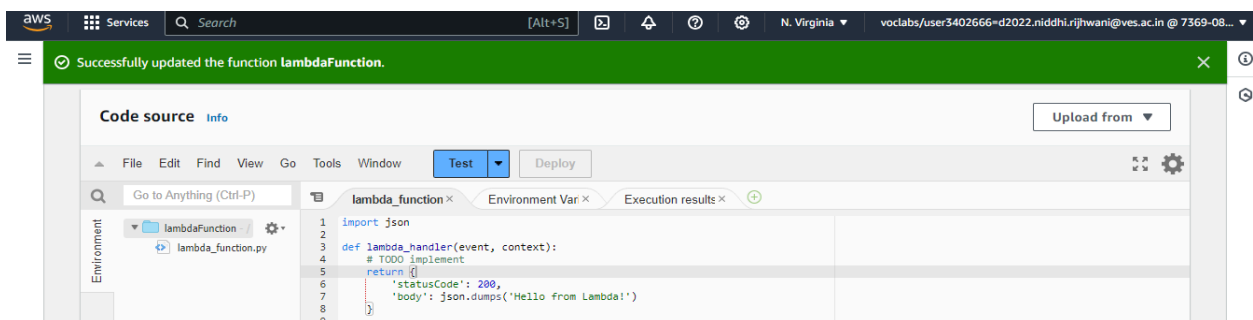 aws Services Search [Alt+S] N. Virginia ▼ voclabs/user3402666=d2022.niddhi.rijhwani@ves.ac.in @ 7369-08... ▼
Successfully updated the function lambdaFunction.
Code source Info Upload from ▼
File Edit Find View Go Tools Window Test Deploy
Go to Anything (Ctrl-P) lambda_function × Environment Vari × Execution results ×
Environment
lambdaFunction - /
lambda_function.py
1 import json
2
3 def lambda_handler(event, context):
4     # TODO implement
5     return {
6         'statusCode': 200,
7         'body': json.dumps('Hello from Lambda!')
8     }
9